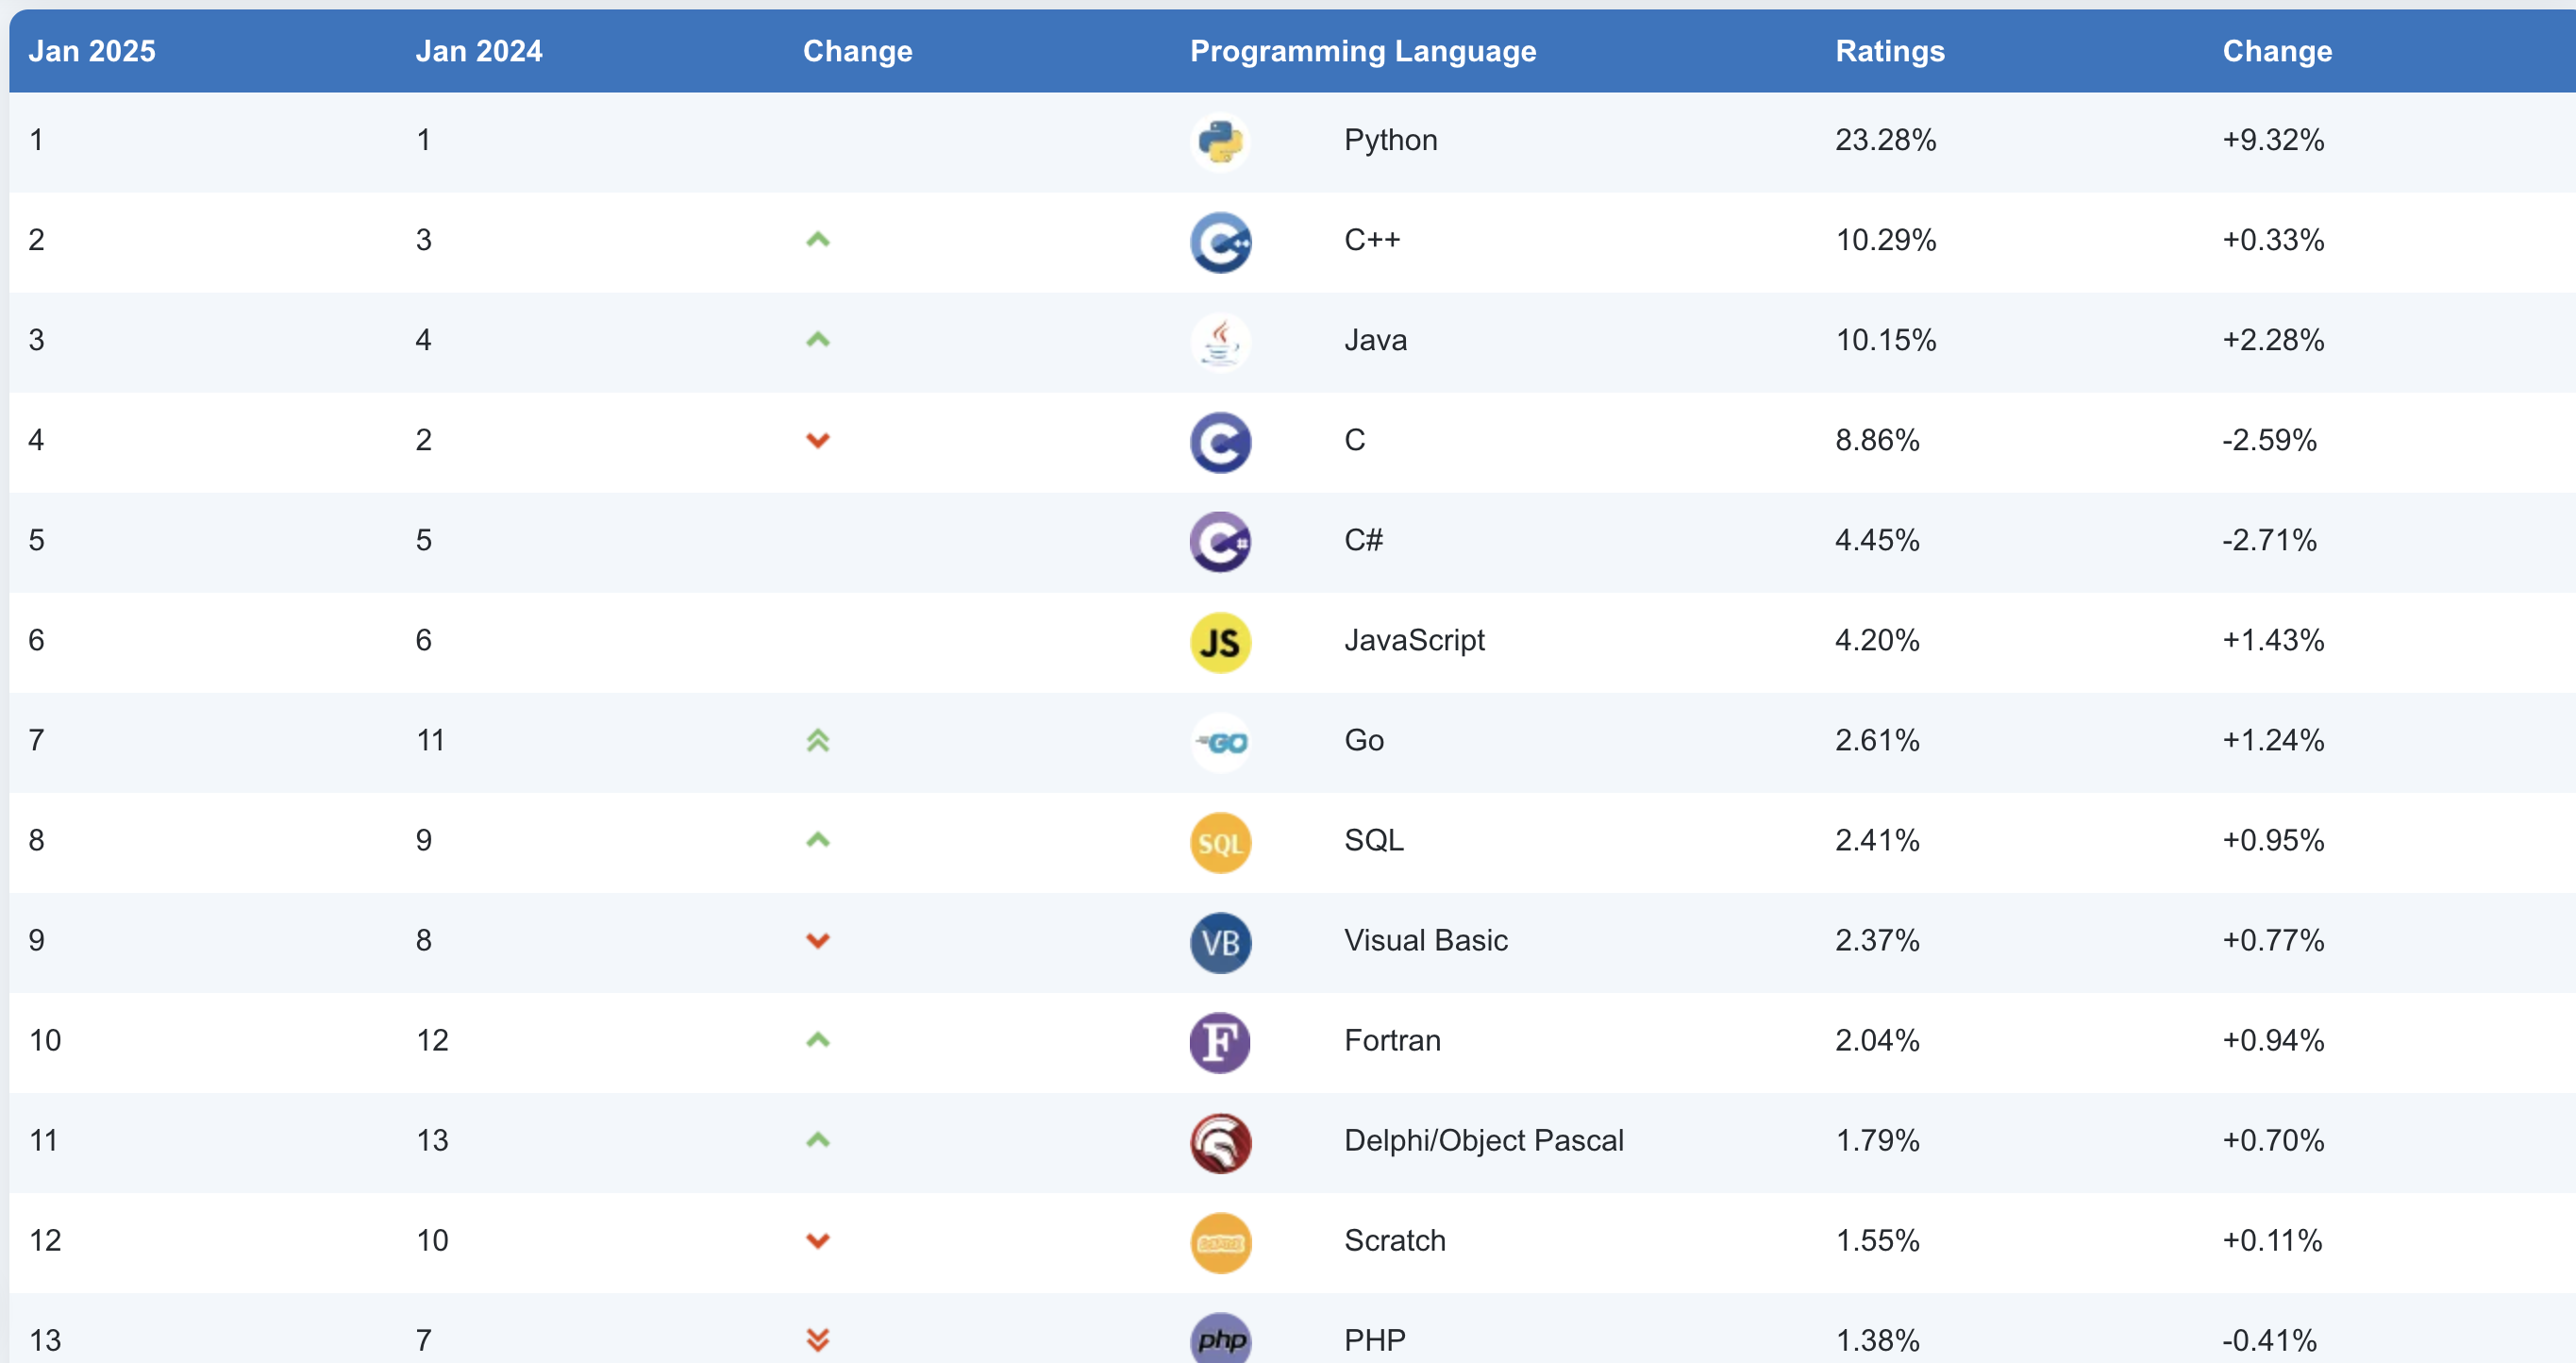 Jan 2025 Jan 2024 Change Programming Language Ratings Change
1 1 Python 23.28% +9.32%
2 3 C++ C++ 10.29% +0.33%
3 4 Java 10.15% +2.28%
4 2 C C 8.86% -2.59%
5 5 C# C# 4.45% -2.71%
6 6 JS JavaScript 4.20% +1.43%
7 11 GO Go 2.61% +1.24%
8 9 SQL SQL 2.41% +0.95%
9 8 VB Visual Basic 2.37% +0.77%
10 12 F Fortran 2.04% +0.94%
11 13 Delphi/Object Pascal 1.79% +0.70%
12 10 Scratch 1.55% +0.11%
13 7 php PHP 1.38% -0.41%